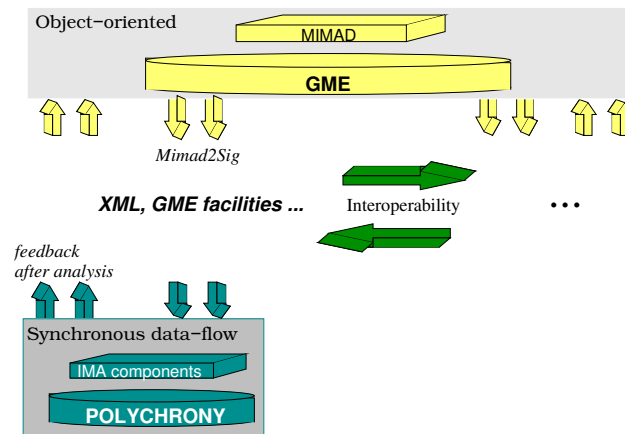 Object-oriented
MIMAD
GME
Mimad2Sig
XML, GME facilities ...
Interoperability
...
feedback
after analysis
Synchronous data-flow
IMA components
POLYCHRONY